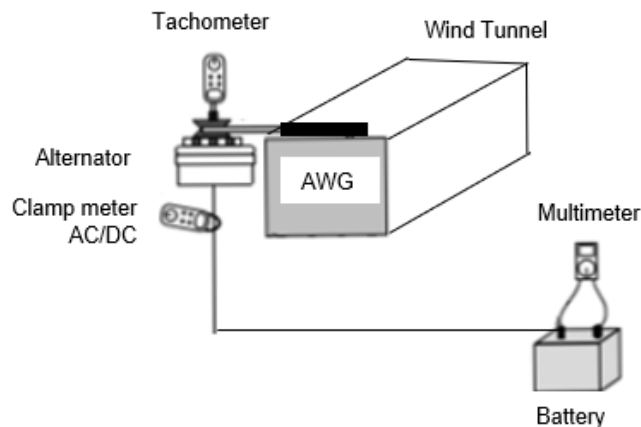 Tachometer
Wind Tunnel
Alternator
AWG
Clamp meter
AC/DC
Multimeter
Battery